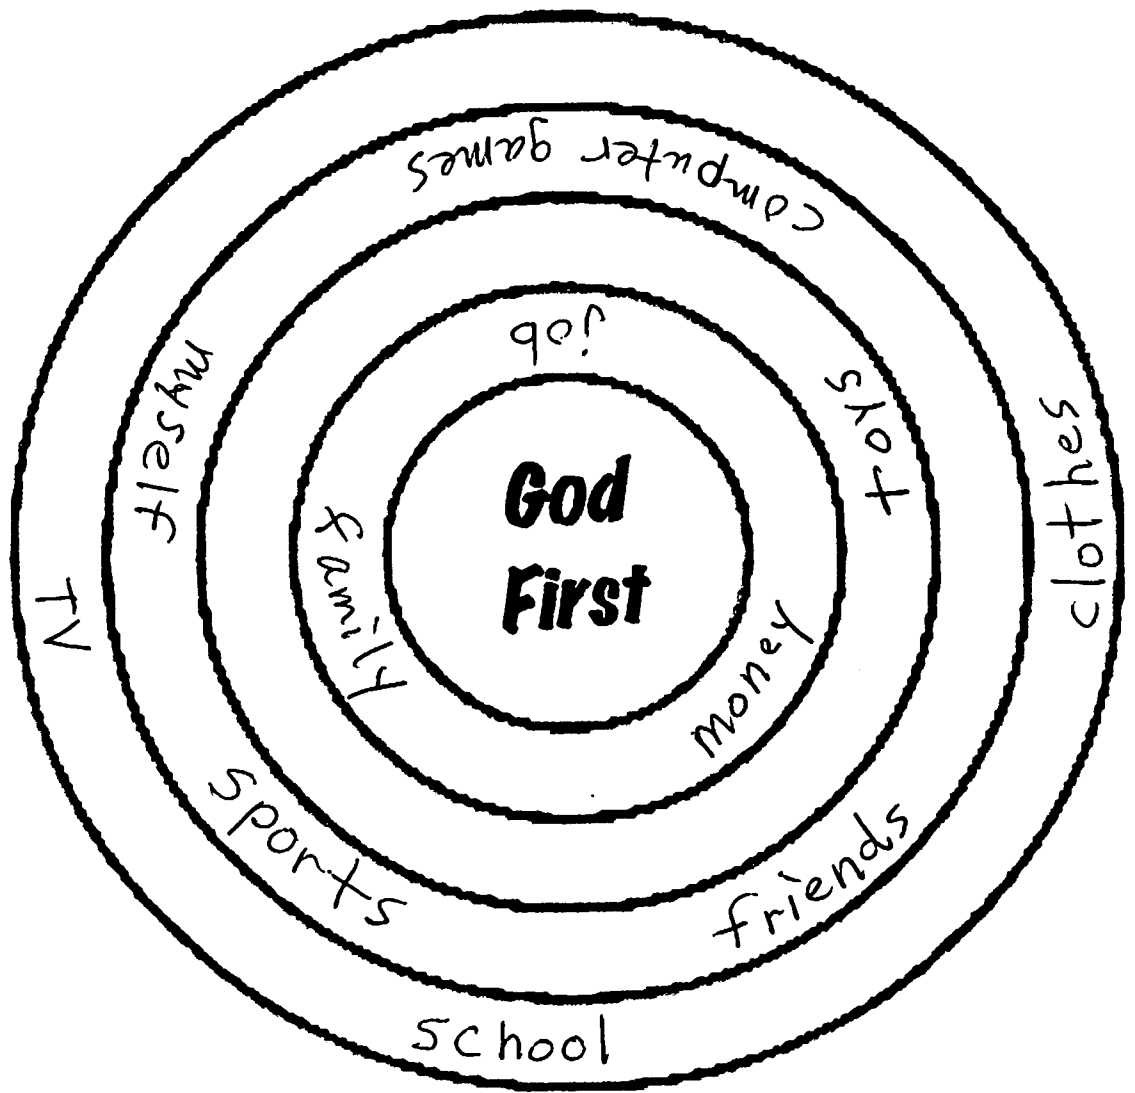 God
First
job
family
money
toys
computer games
myself
sports
friends
clothes
TV
school